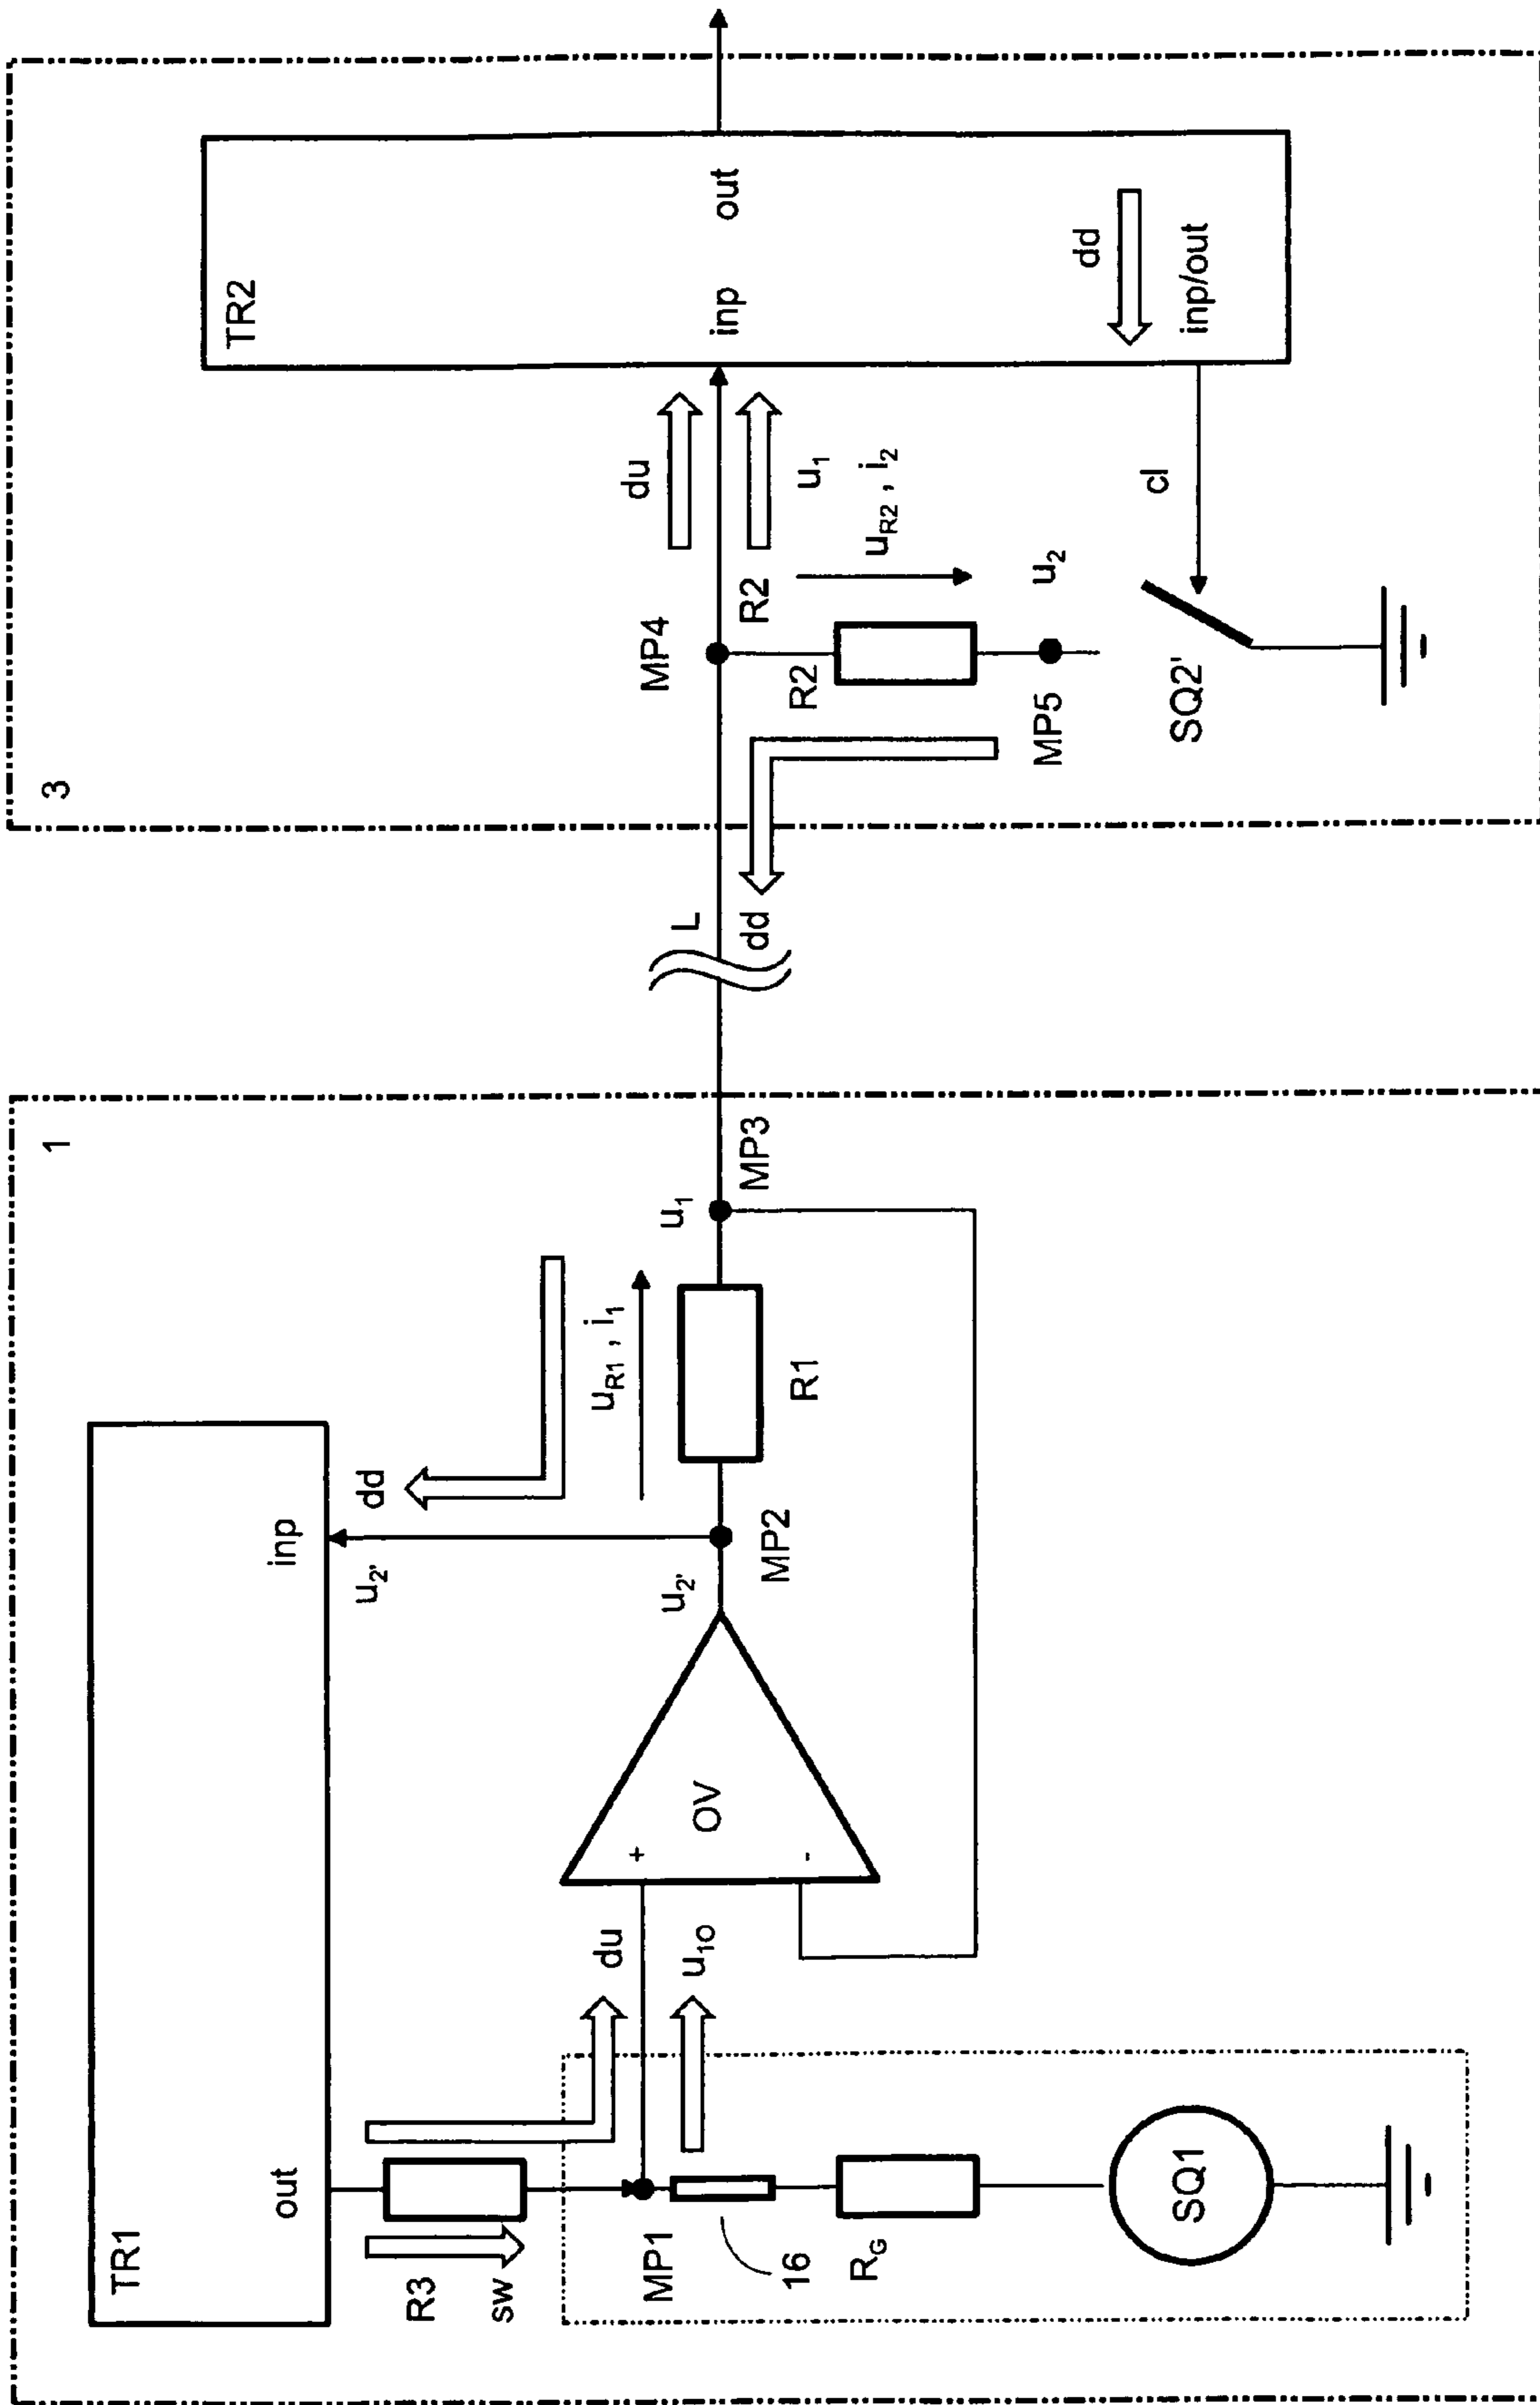 1
TR1
out
inp
R3
sw
u2'
dd
du
uR1 , i1
MP1
16
RG
SQ1
u10
+
-
OV
u2'
MP2
R1
u1
MP3
L
dd
3
TR2
inp
out
dd
inp/out
MP4
du
R2
u1
R2
uR2 , i2
MP5
u2
cl
SQ2'